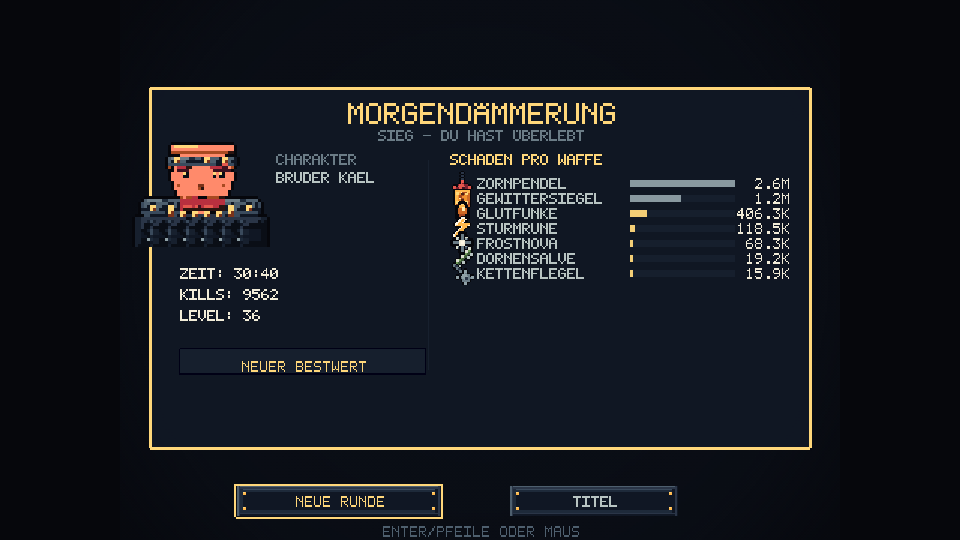 MORGENDÄMMERUNG
SIEG - DU HAST ÜBERLEBT
CHARAKTER
BRUDER KAEL
ZEIT: 30:40
KILLS: 9562
LEVEL: 36
NEUER BESTWERT
SCHADEN PRO WAFFE
ZORNPENDEL 2.6M
GEWITTERSIEGEL 1.2M
GLUTFUNKE 406.3K
STURMRUNE 118.5K
FROSTNOVA 68.3K
DORNENSALVE 19.2K
KETTENFLEGEL 15.9K
NEUE RUNDE
TITEL
ENTER/PFEILE ODER MAUS